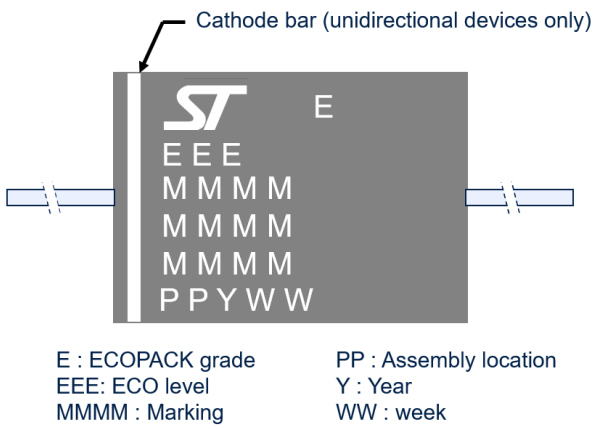 Cathode bar (unidirectional devices only)
ST E
E E E
M M M M
M M M M
M M M M
P P Y W W
E : ECOPACK grade
EEE: ECO level
MMMM : Marking
PP : Assembly location
Y : Year
WW : week